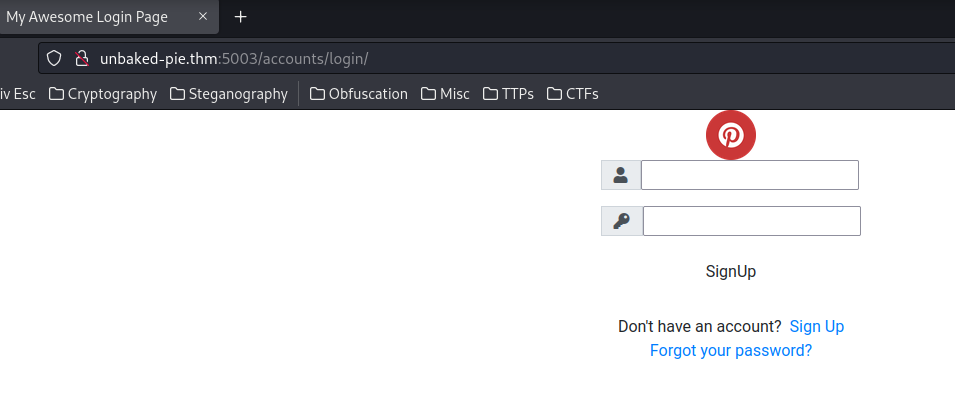 My Awesome Login Page
unbaked-pie.thm:5003/accounts/login/
iv Esc Cryptography Steganography Obfuscation Misc TTPs CTFs
SignUp
Don't have an account? Sign Up
Forgot your password?